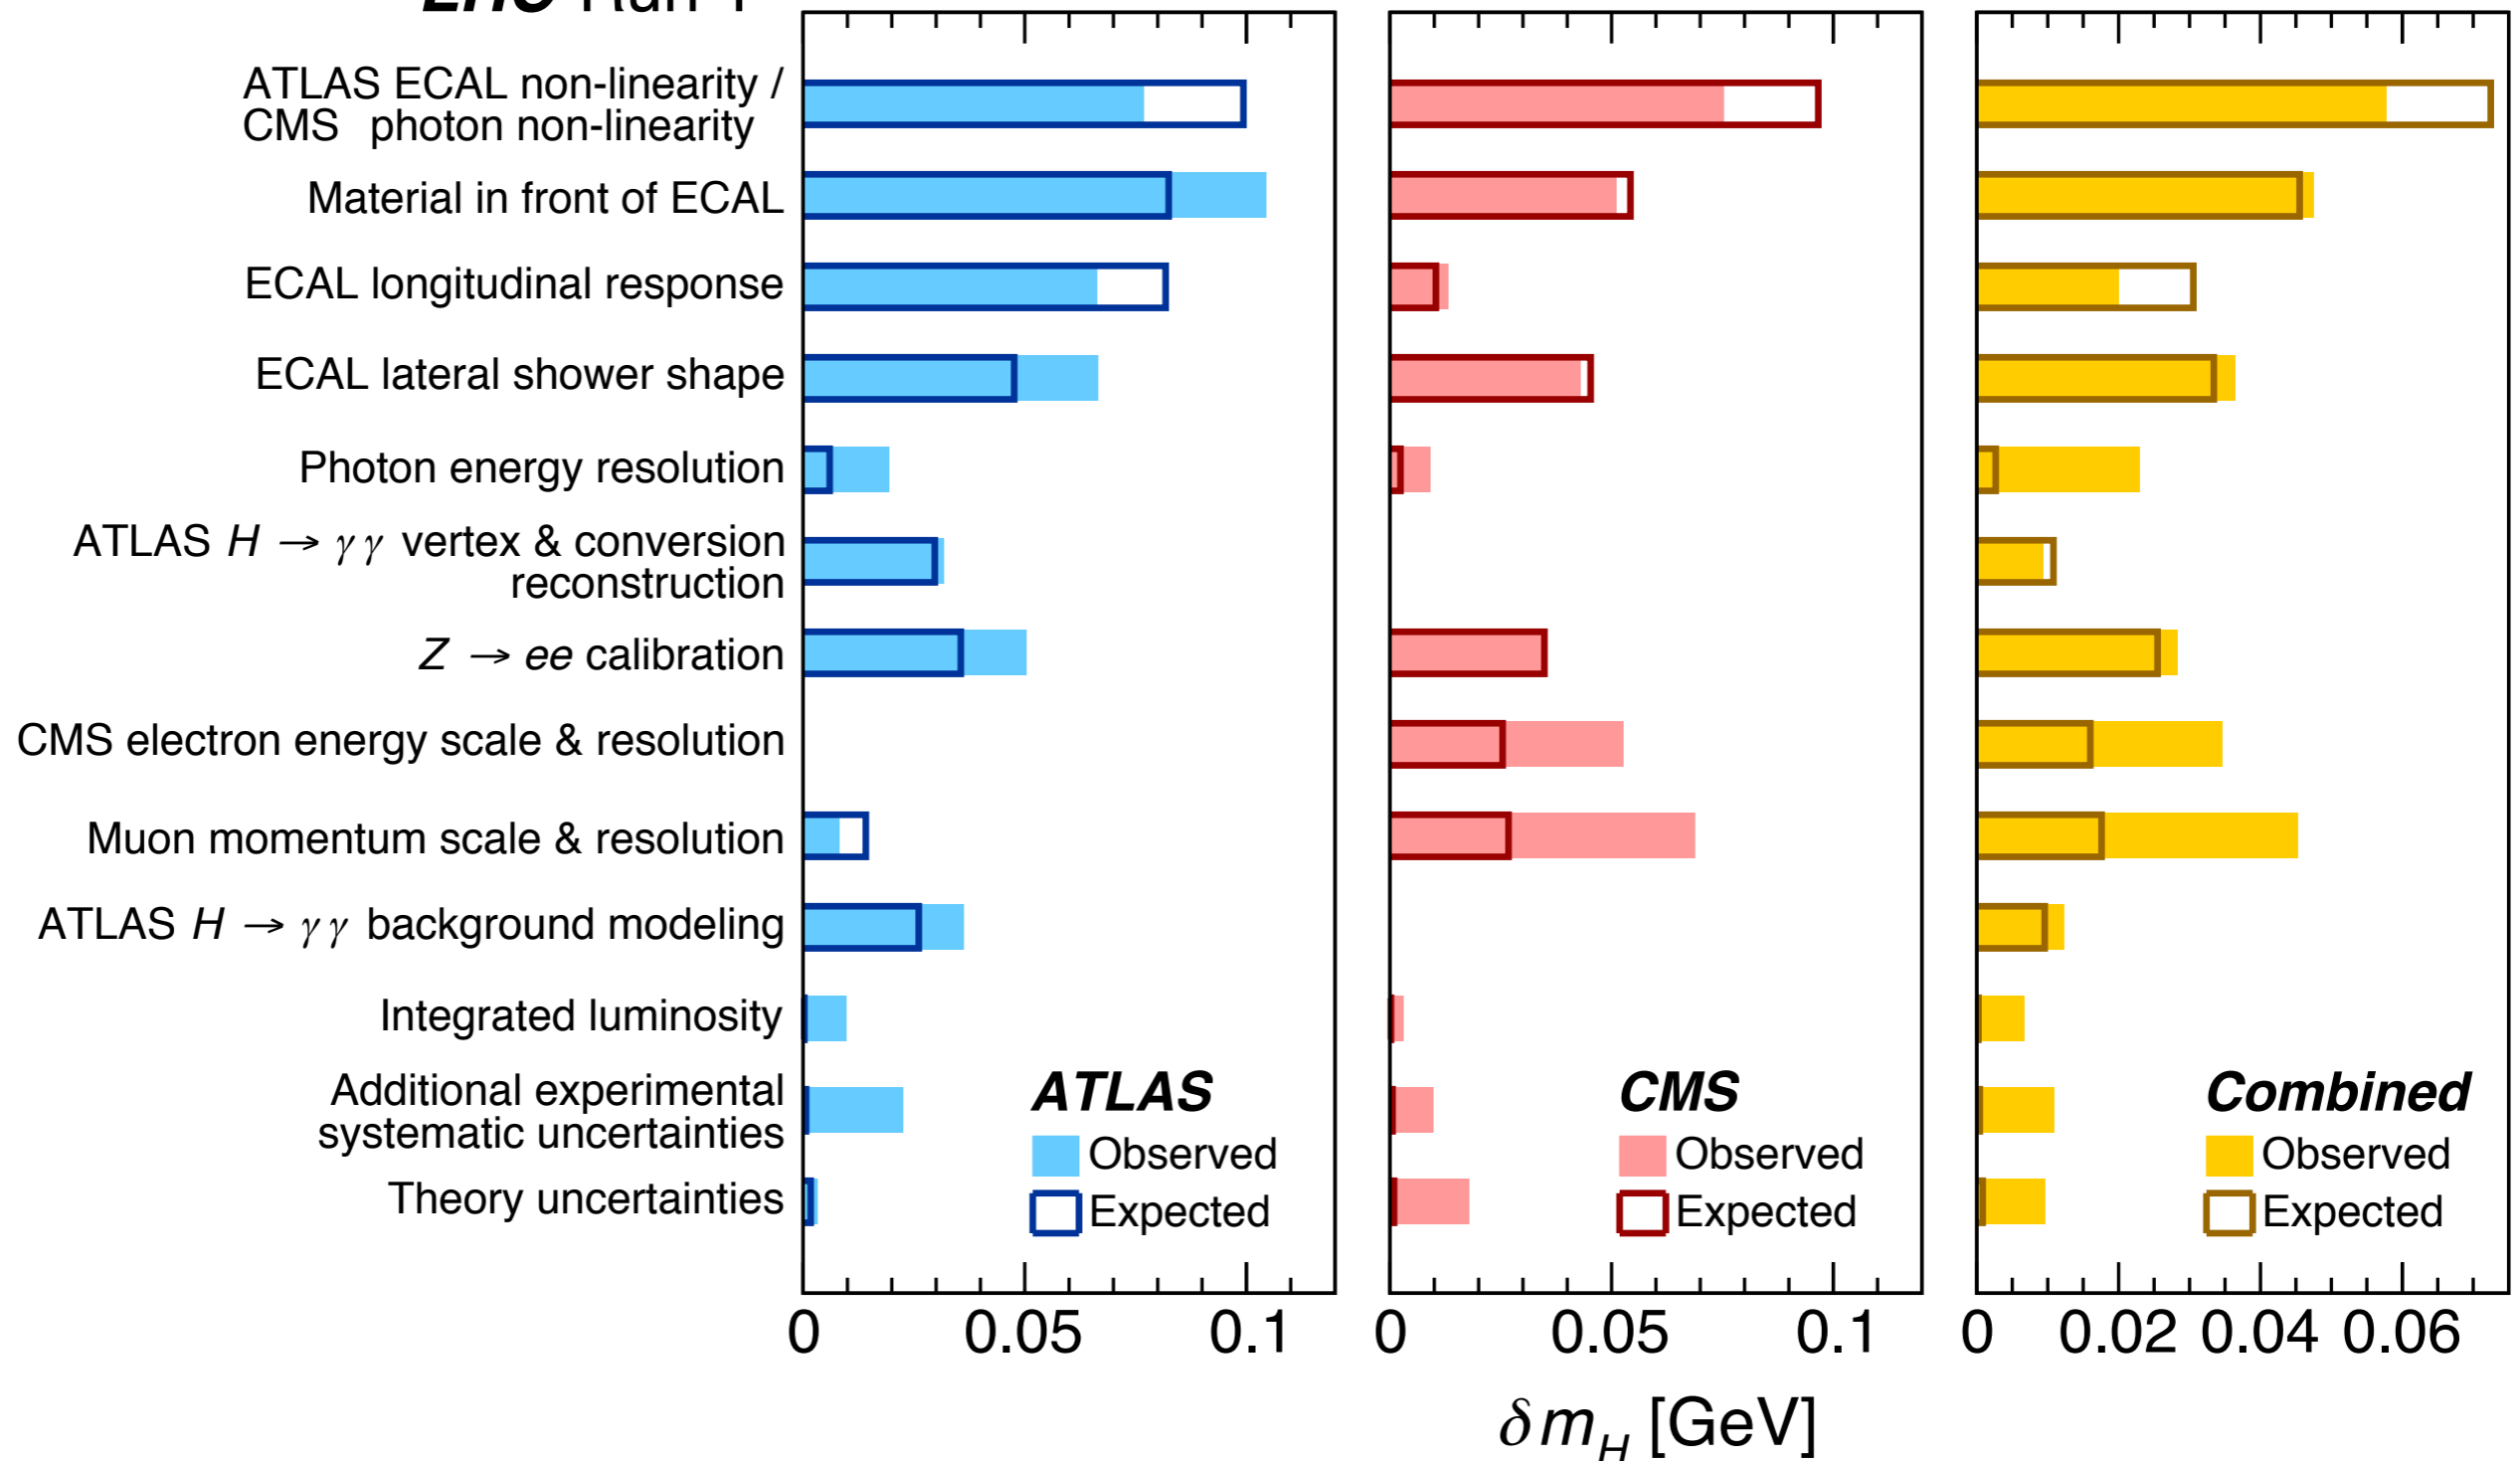 LHC Run 1
ATLAS ECAL non-linearity /
CMS photon non-linearity
Material in front of ECAL
ECAL longitudinal response
ECAL lateral shower shape
Photon energy resolution
ATLAS H → γγ vertex & conversion
reconstruction
Z → ee calibration
CMS electron energy scale & resolution
Muon momentum scale & resolution
ATLAS H → γγ background modeling
Integrated luminosity
Additional experimental
systematic uncertainties
Theory uncertainties
ATLAS
Observed
Expected
CMS
Observed
Expected
Combined
Observed
Expected
0 0.05 0.1
0 0.05 0.1
0 0.02 0.04 0.06
δm_H [GeV]